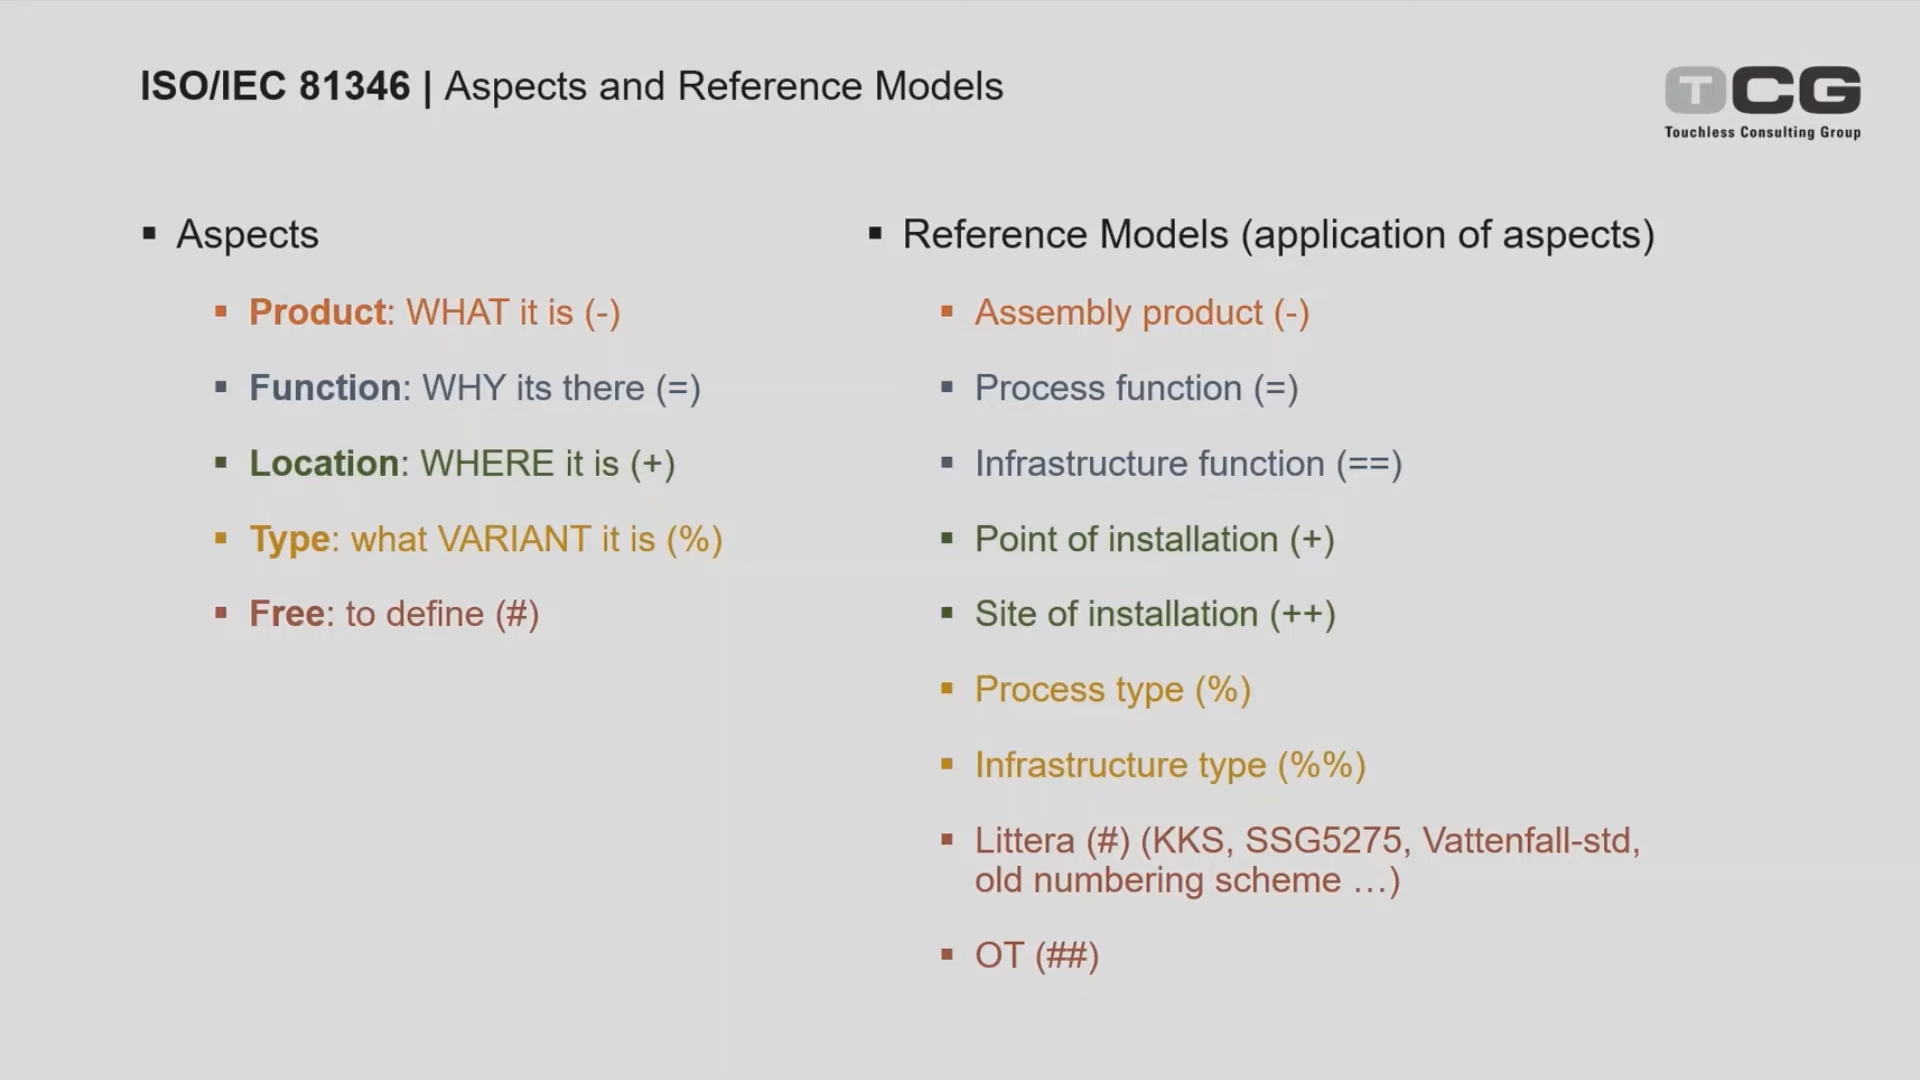 ISO/IEC 81346 | Aspects and Reference Models
TCG
Touchless Consulting Group
▪ Aspects
▪ Product: WHAT it is (-)
▪ Function: WHY its there (=)
▪ Location: WHERE it is (+)
▪ Type: what VARIANT it is (%)
▪ Free: to define (#)
▪ Reference Models (application of aspects)
▪ Assembly product (-)
▪ Process function (=)
▪ Infrastructure function (==)
▪ Point of installation (+)
▪ Site of installation (++)
▪ Process type (%)
▪ Infrastructure type (%%)
▪ Littera (#) (KKS, SSG5275, Vattenfall-std,
old numbering scheme …)
▪ OT (##)